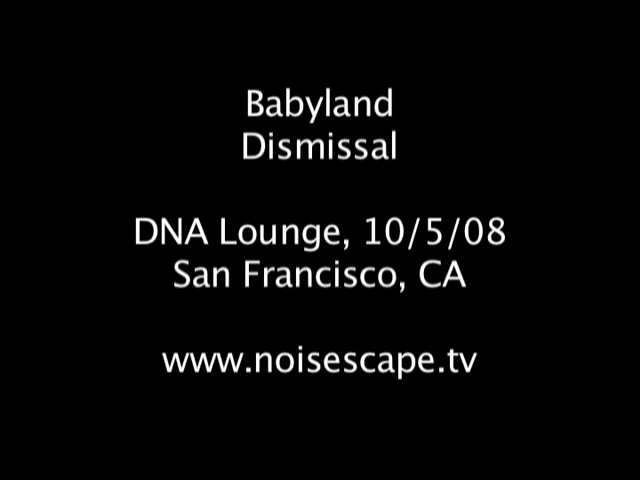 Babyland
Dismissal
DNA Lounge, 10/5/08
San Francisco, CA
www.noisescape.tv